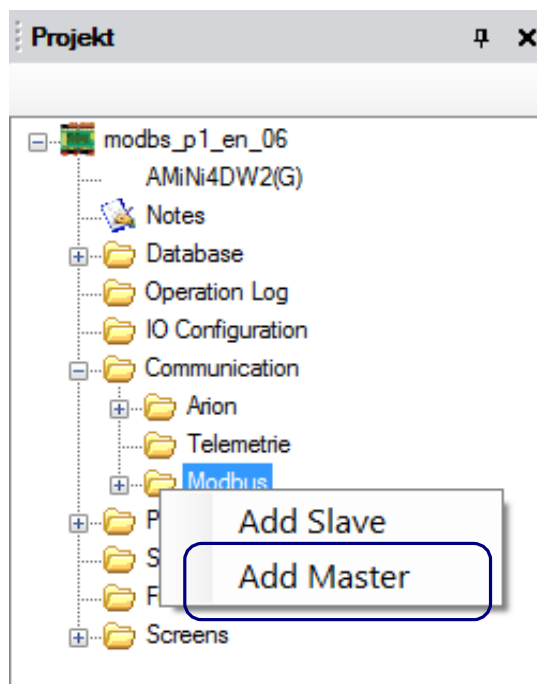 Projekt
modbs_p1_en_06
AMiNi4DW2(G)
Notes
Database
Operation Log
IO Configuration
Communication
Arion
Telemetrie
Modbus
Add Slave
P
Add Master
S
F
Screens